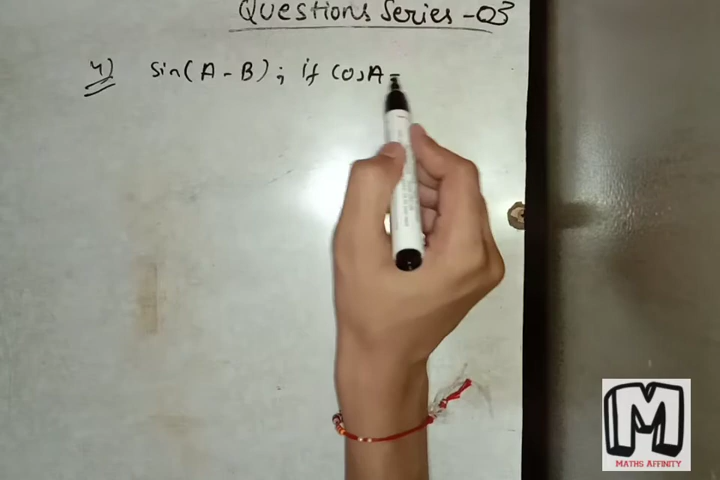 Questions Series - 03
4) Sin(A - B) ; if CosA =
M
MATHS AFFINITY